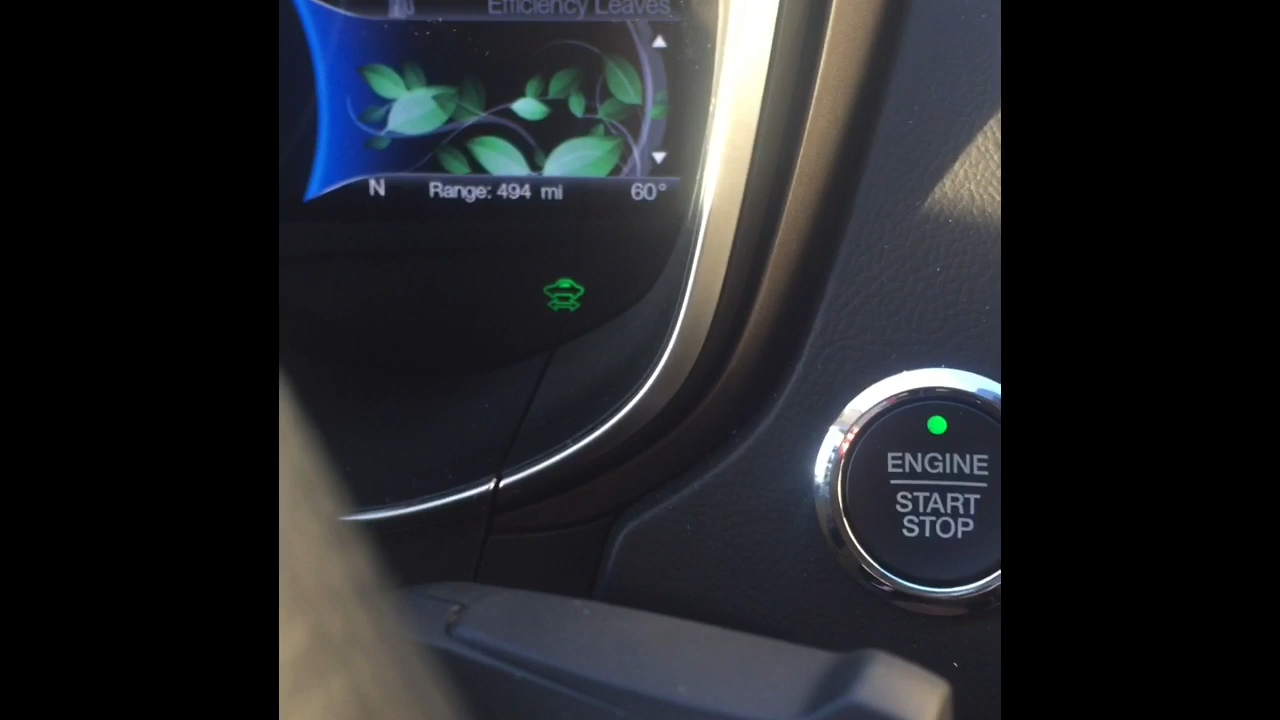 Efficiency Leaves
N Range: 494 mi 60°
ENGINE
START
STOP